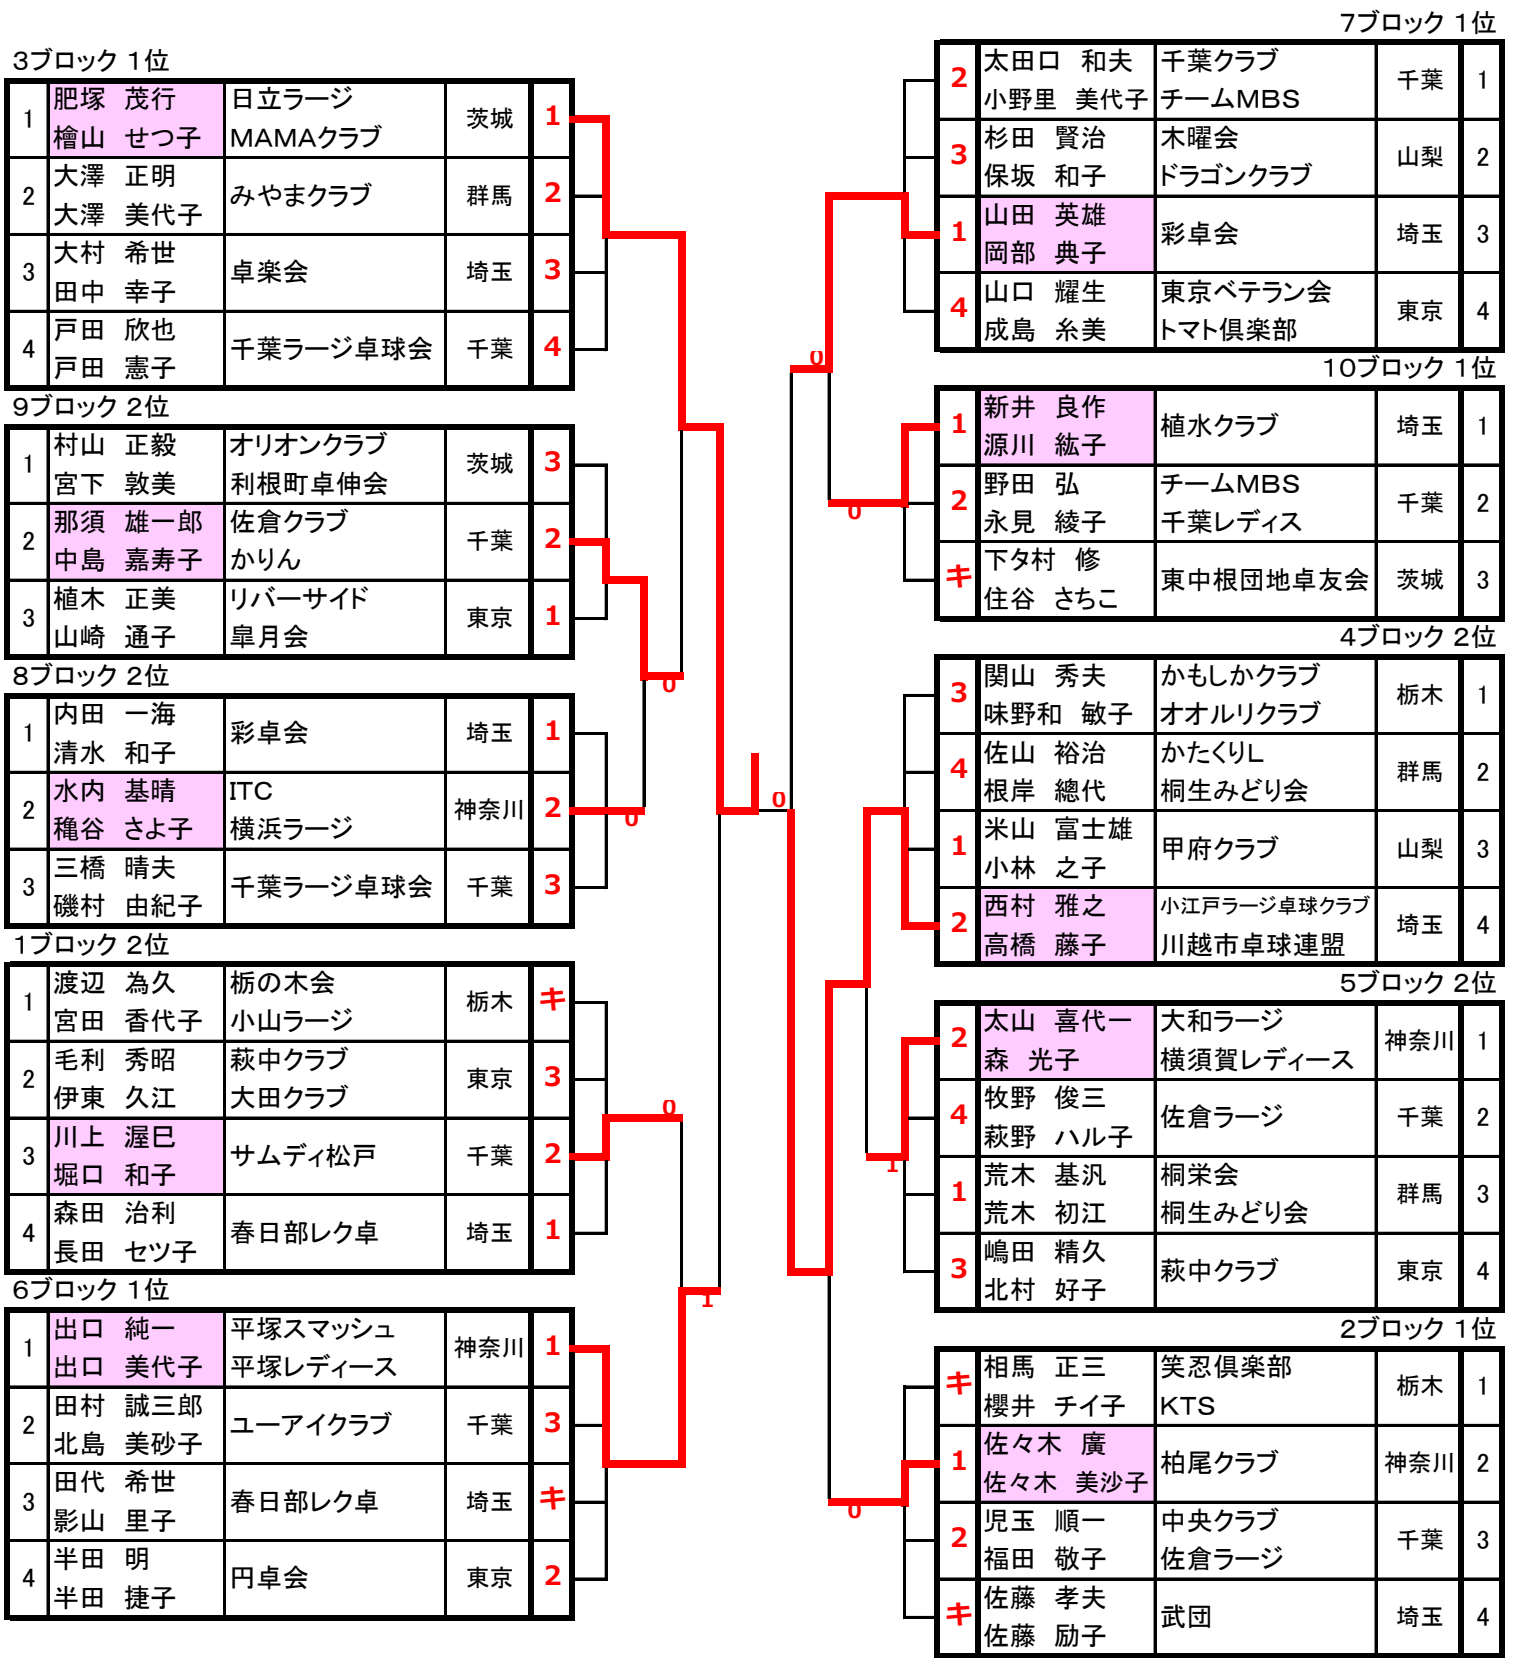 3ブロック 1位
1 肥塚 茂行 日立ラージ 茨城 1
檜山 せつ子 MAMAクラブ
2 大澤 正明 みやまクラブ 群馬 2
大澤 美代子
3 大村 希世 卓楽会 埼玉 3
田中 幸子
4 戸田 欣也 千葉ラージ卓球会 千葉 4
戸田 憲子
9ブロック 2位
1 村山 正毅 オリオンクラブ 茨城 3
宮下 敦美 利根町卓伸会
2 那須 雄一郎 佐倉クラブ 千葉 2
中島 嘉寿子 かりん
3 植木 正美 リバーサイド 東京 1
山崎 通子 皐月会
8ブロック 2位
1 内田 一海 彩卓会 埼玉 1
清水 和子
2 水内 基晴 ITC 神奈川 2
穐谷 さよ子 横浜ラージ
3 三橋 晴夫 千葉ラージ卓球会 千葉 3
磯村 由紀子
1ブロック 2位
1 渡辺 為久 栃の木会 栃木 キ
宮田 香代子 小山ラージ
2 毛利 秀昭 萩中クラブ 東京 3
伊東 久江 大田クラブ
3 川上 渥巳 サムディ松戸 千葉 2
堀口 和子
4 森田 治利 春日部レク卓 埼玉 1
長田 セツ子
6ブロック 1位
1 出口 純一 平塚スマッシュ 神奈川 1
出口 美代子 平塚レディース
2 田村 誠三郎 ユーアイクラブ 千葉 3
北島 美砂子
3 田代 希世 春日部レク卓 埼玉 キ
影山 里子
4 半田 明 円卓会 東京 2
半田 捷子
0
0
0
1
0
0
0
1
0
7ブロック 1位
2 太田口 和夫 千葉クラブ 千葉 1
小野里 美代子 チームMBS
3 杉田 賢治 木曜会 山梨 2
保坂 和子 ドラゴンクラブ
1 山田 英雄 彩卓会 埼玉 3
岡部 典子
4 山口 耀生 東京ベテラン会 東京 4
成島 糸美 トマト倶楽部
10ブロック 1位
1 新井 良作 植水クラブ 埼玉 1
源川 紘子
2 野田 弘 チームMBS 千葉 2
永見 綾子 千葉レディス
キ 下タ村 修 東中根団地卓友会 茨城 3
住谷 さちこ
4ブロック 2位
3 関山 秀夫 かもしかクラブ 栃木 1
味野和 敏子 オオルリクラブ
4 佐山 裕治 かたくりL 群馬 2
根岸 總代 桐生みどり会
1 米山 富士雄 甲府クラブ 山梨 3
小林 之子
2 西村 雅之 小江戸ラージ卓球クラブ 埼玉 4
高橋 藤子 川越市卓球連盟
5ブロック 2位
2 太山 喜代一 大和ラージ 神奈川 1
森 光子 横須賀レディース
4 牧野 俊三 佐倉ラージ 千葉 2
萩野 ハル子
1 荒木 基汎 桐栄会 群馬 3
荒木 初江 桐生みどり会
3 嶋田 精久 萩中クラブ 東京 4
北村 好子
2ブロック 1位
キ 相馬 正三 笑忍倶楽部 栃木 1
櫻井 チイ子 KTS
1 佐々木 廣 柏尾クラブ 神奈川 2
佐々木 美沙子
2 児玉 順一 中央クラブ 千葉 3
福田 敬子 佐倉ラージ
キ 佐藤 孝夫 武団 埼玉 4
佐藤 励子